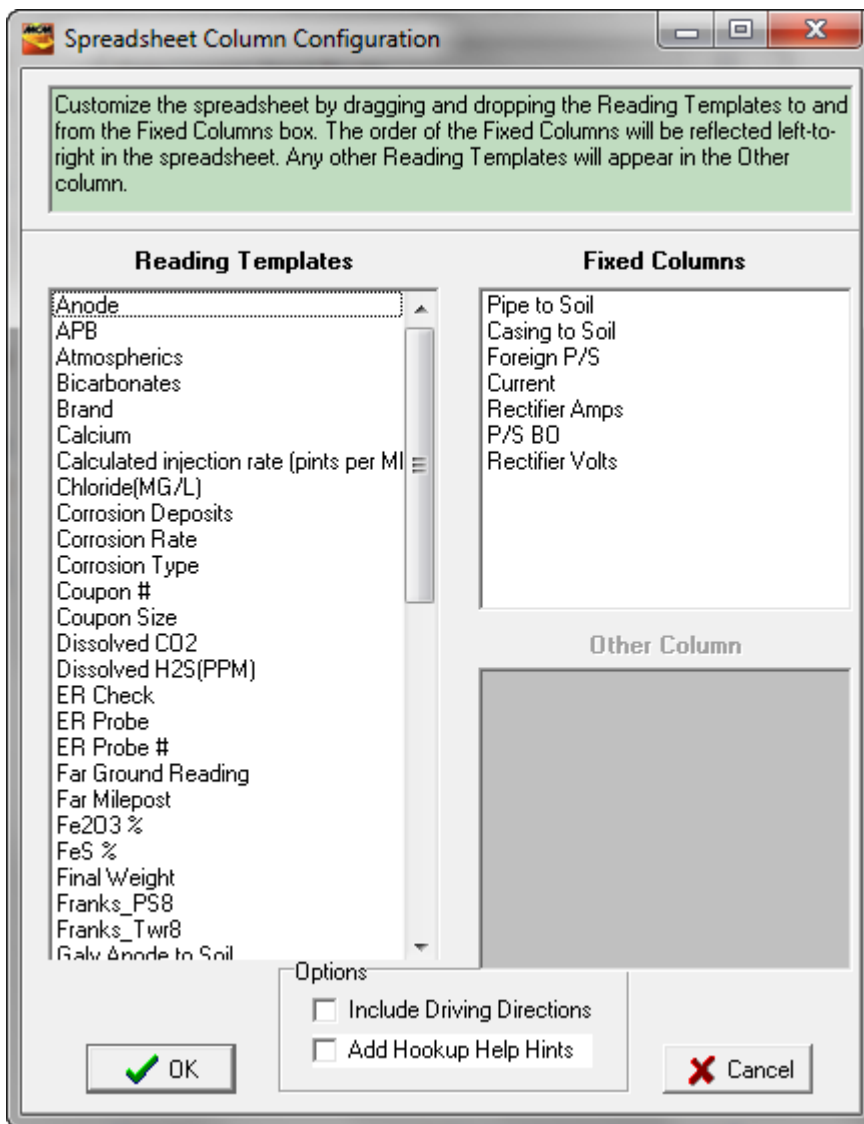 MCM
Spreadsheet Column Configuration
Customize the spreadsheet by dragging and dropping the Reading Templates to and
from the Fixed Columns box. The order of the Fixed Columns will be reflected left-to-
right in the spreadsheet. Any other Reading Templates will appear in the Other
column.
Reading Templates
Anode
APB
Atmospherics
Bicarbonates
Brand
Calcium
Calculated injection rate (pints per MI
Chloride(MG/L)
Corrosion Deposits
Corrosion Rate
Corrosion Type
Coupon #
Coupon Size
Dissolved CO2
Dissolved H2S(PPM)
ER Check
ER Probe
ER Probe #
Far Ground Reading
Far Milepost
Fe2O3 %
FeS %
Final Weight
Franks_PS8
Franks_Twr8
Galv Anode to Soil
Fixed Columns
Pipe to Soil
Casing to Soil
Foreign P/S
Current
Rectifier Amps
P/S BO
Rectifier Volts
Other Column
Options
Include Driving Directions
Add Hookup Help Hints
OK
Cancel